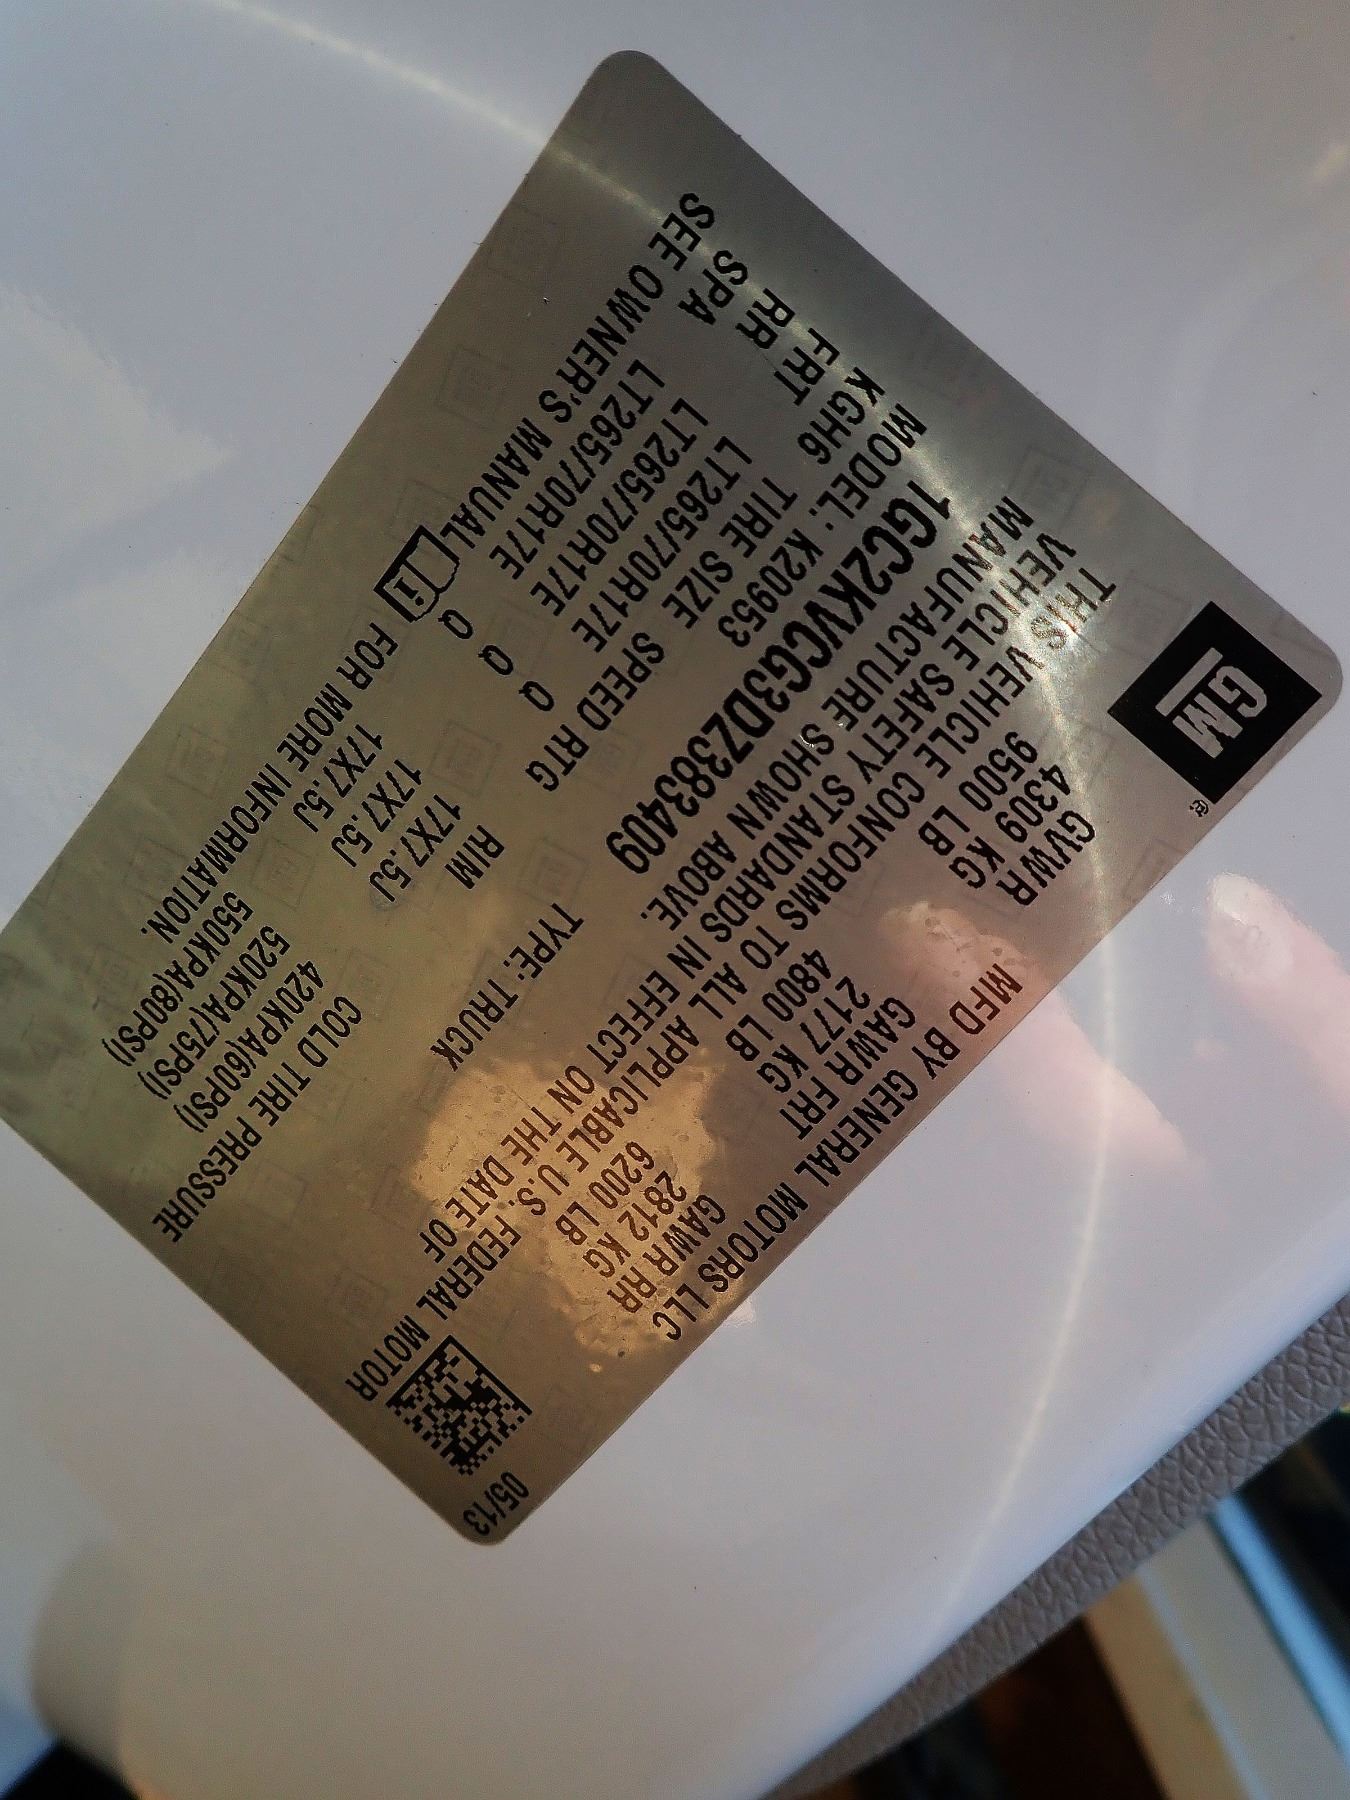 GM®
MFD BY GENERAL MOTORS LLC
05/13
GVWR GAWR FRT GAWR RR
4309 KG 2177 KG 2812 KG
9500 LB 4800 LB 6200 LB
THIS VEHICLE CONFORMS TO ALL APPLICABLE U.S. FEDERAL MOTOR
VEHICLE SAFETY STANDARDS IN EFFECT ON THE DATE OF
MANUFACTURE SHOWN ABOVE.
1GC2KVCG3DZ383409 TYPE: TRUCK
MODEL: K20953
KGH6 TIRE SIZE SPEED RTG RIM COLD TIRE PRESSURE
FRT LT265/70R17E Q 17X7.5J 420KPA(60PSI)
RR LT265/70R17E Q 17X7.5J 520KPA(75PSI)
SPA LT265/70R17E Q 17X7.5J 550KPA(80PSI)
SEE OWNER'S MANUAL i FOR MORE INFORMATION.